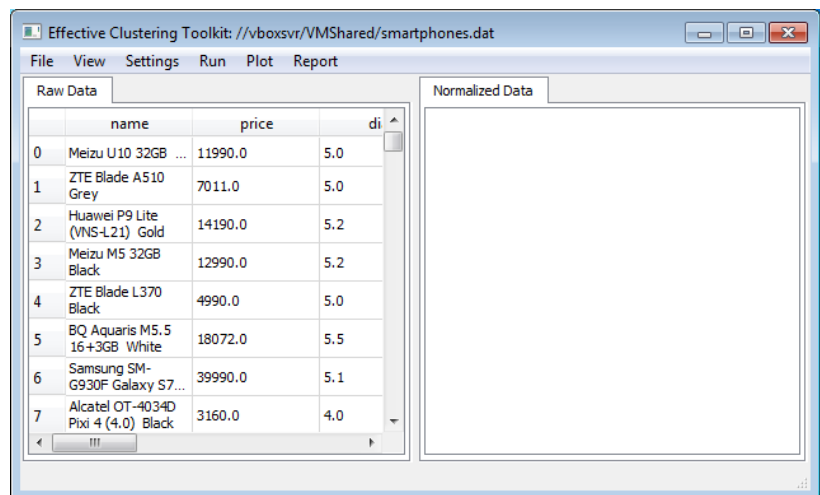 Effective Clustering Toolkit: //vboxsvr/VMShared/smartphones.dat
File View Settings Run Plot Report
Raw Data
Normalized Data
name price di
0 Meizu U10 32GB ... 11990.0 5.0
1 ZTE Blade A510 Grey 7011.0 5.0
2 Huawei P9 Lite (VNS-L21) Gold 14190.0 5.2
3 Meizu M5 32GB Black 12990.0 5.2
4 ZTE Blade L370 Black 4990.0 5.0
5 BQ Aquaris M5.5 16+3GB White 18072.0 5.5
6 Samsung SM-G930F Galaxy S7... 39990.0 5.1
7 Alcatel OT-4034D Pixi 4 (4.0) Black 3160.0 4.0